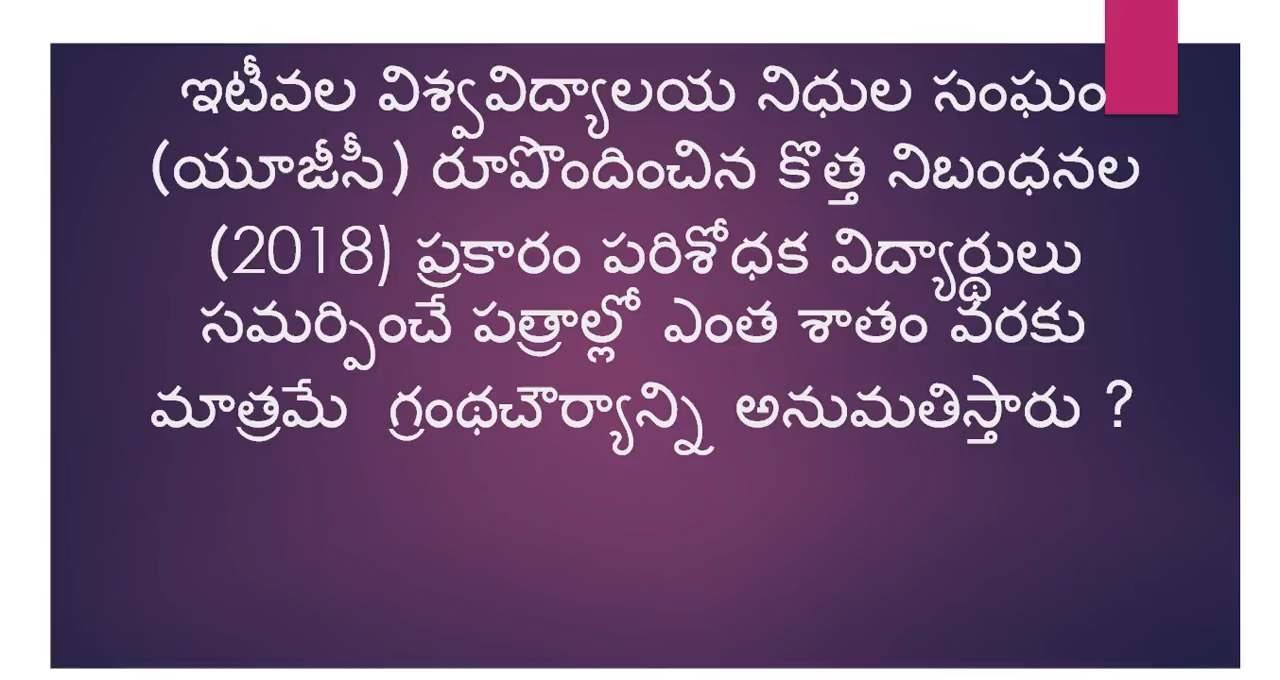 ఇటీవల విశ్వవిద్యాలయ నిధుల సంఘం
(యూజీసీ) రూపొందించిన కొత్త నిబంధనల
(2018) ప్రకారం పరిశోధక విద్యార్థులు
సమర్పించే పత్రాల్లో ఎంత శాతం వరకు
మాత్రమే గ్రంథచౌర్యాన్ని అనుమతిస్తారు ?